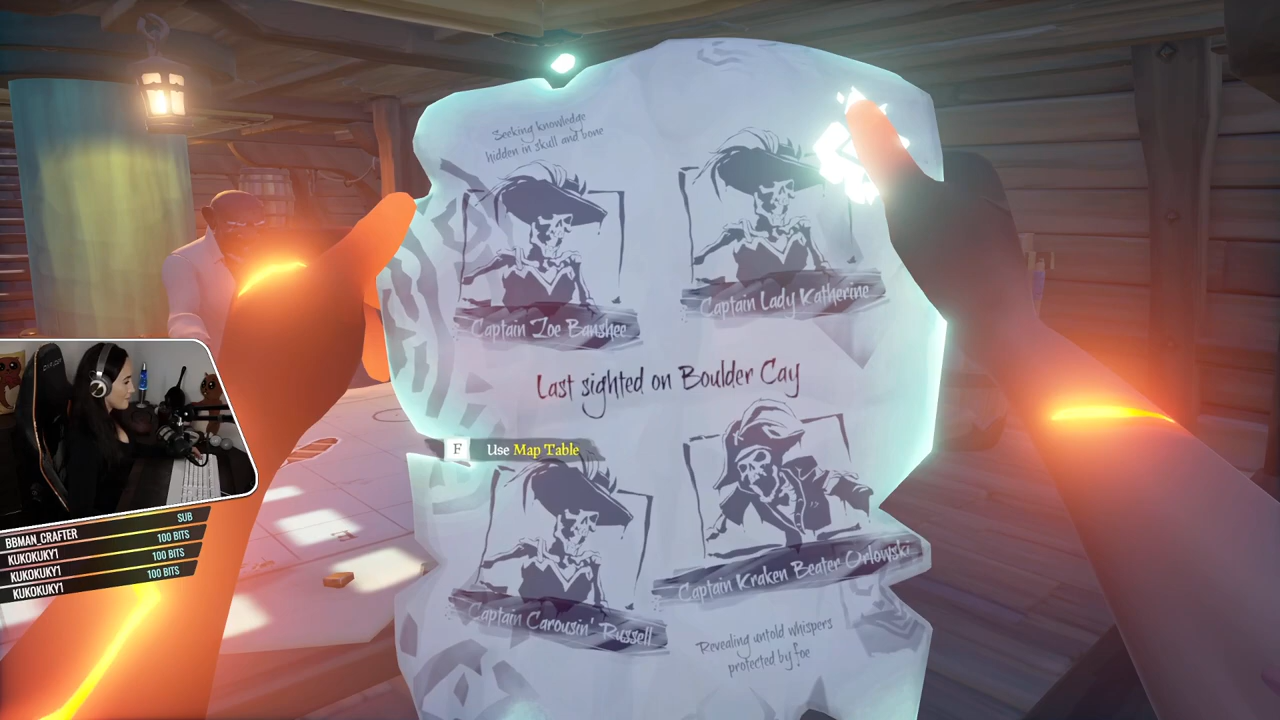 Seeking knowledge
hidden in skull and bone
Captain Zoe Banshee
Captain Lady Katherine
Last sighted on Boulder Cay
F Use Map Table
Captain Carousin' Russell
Captain Kraken Beater Orlowski
Revealing untold whispers
protected by foe
SUB
BBMAN_CRAFTER 100 BITS
KUKOKUKY1 100 BITS
KUKOKUKY1 100 BITS
KUKOKUKY1